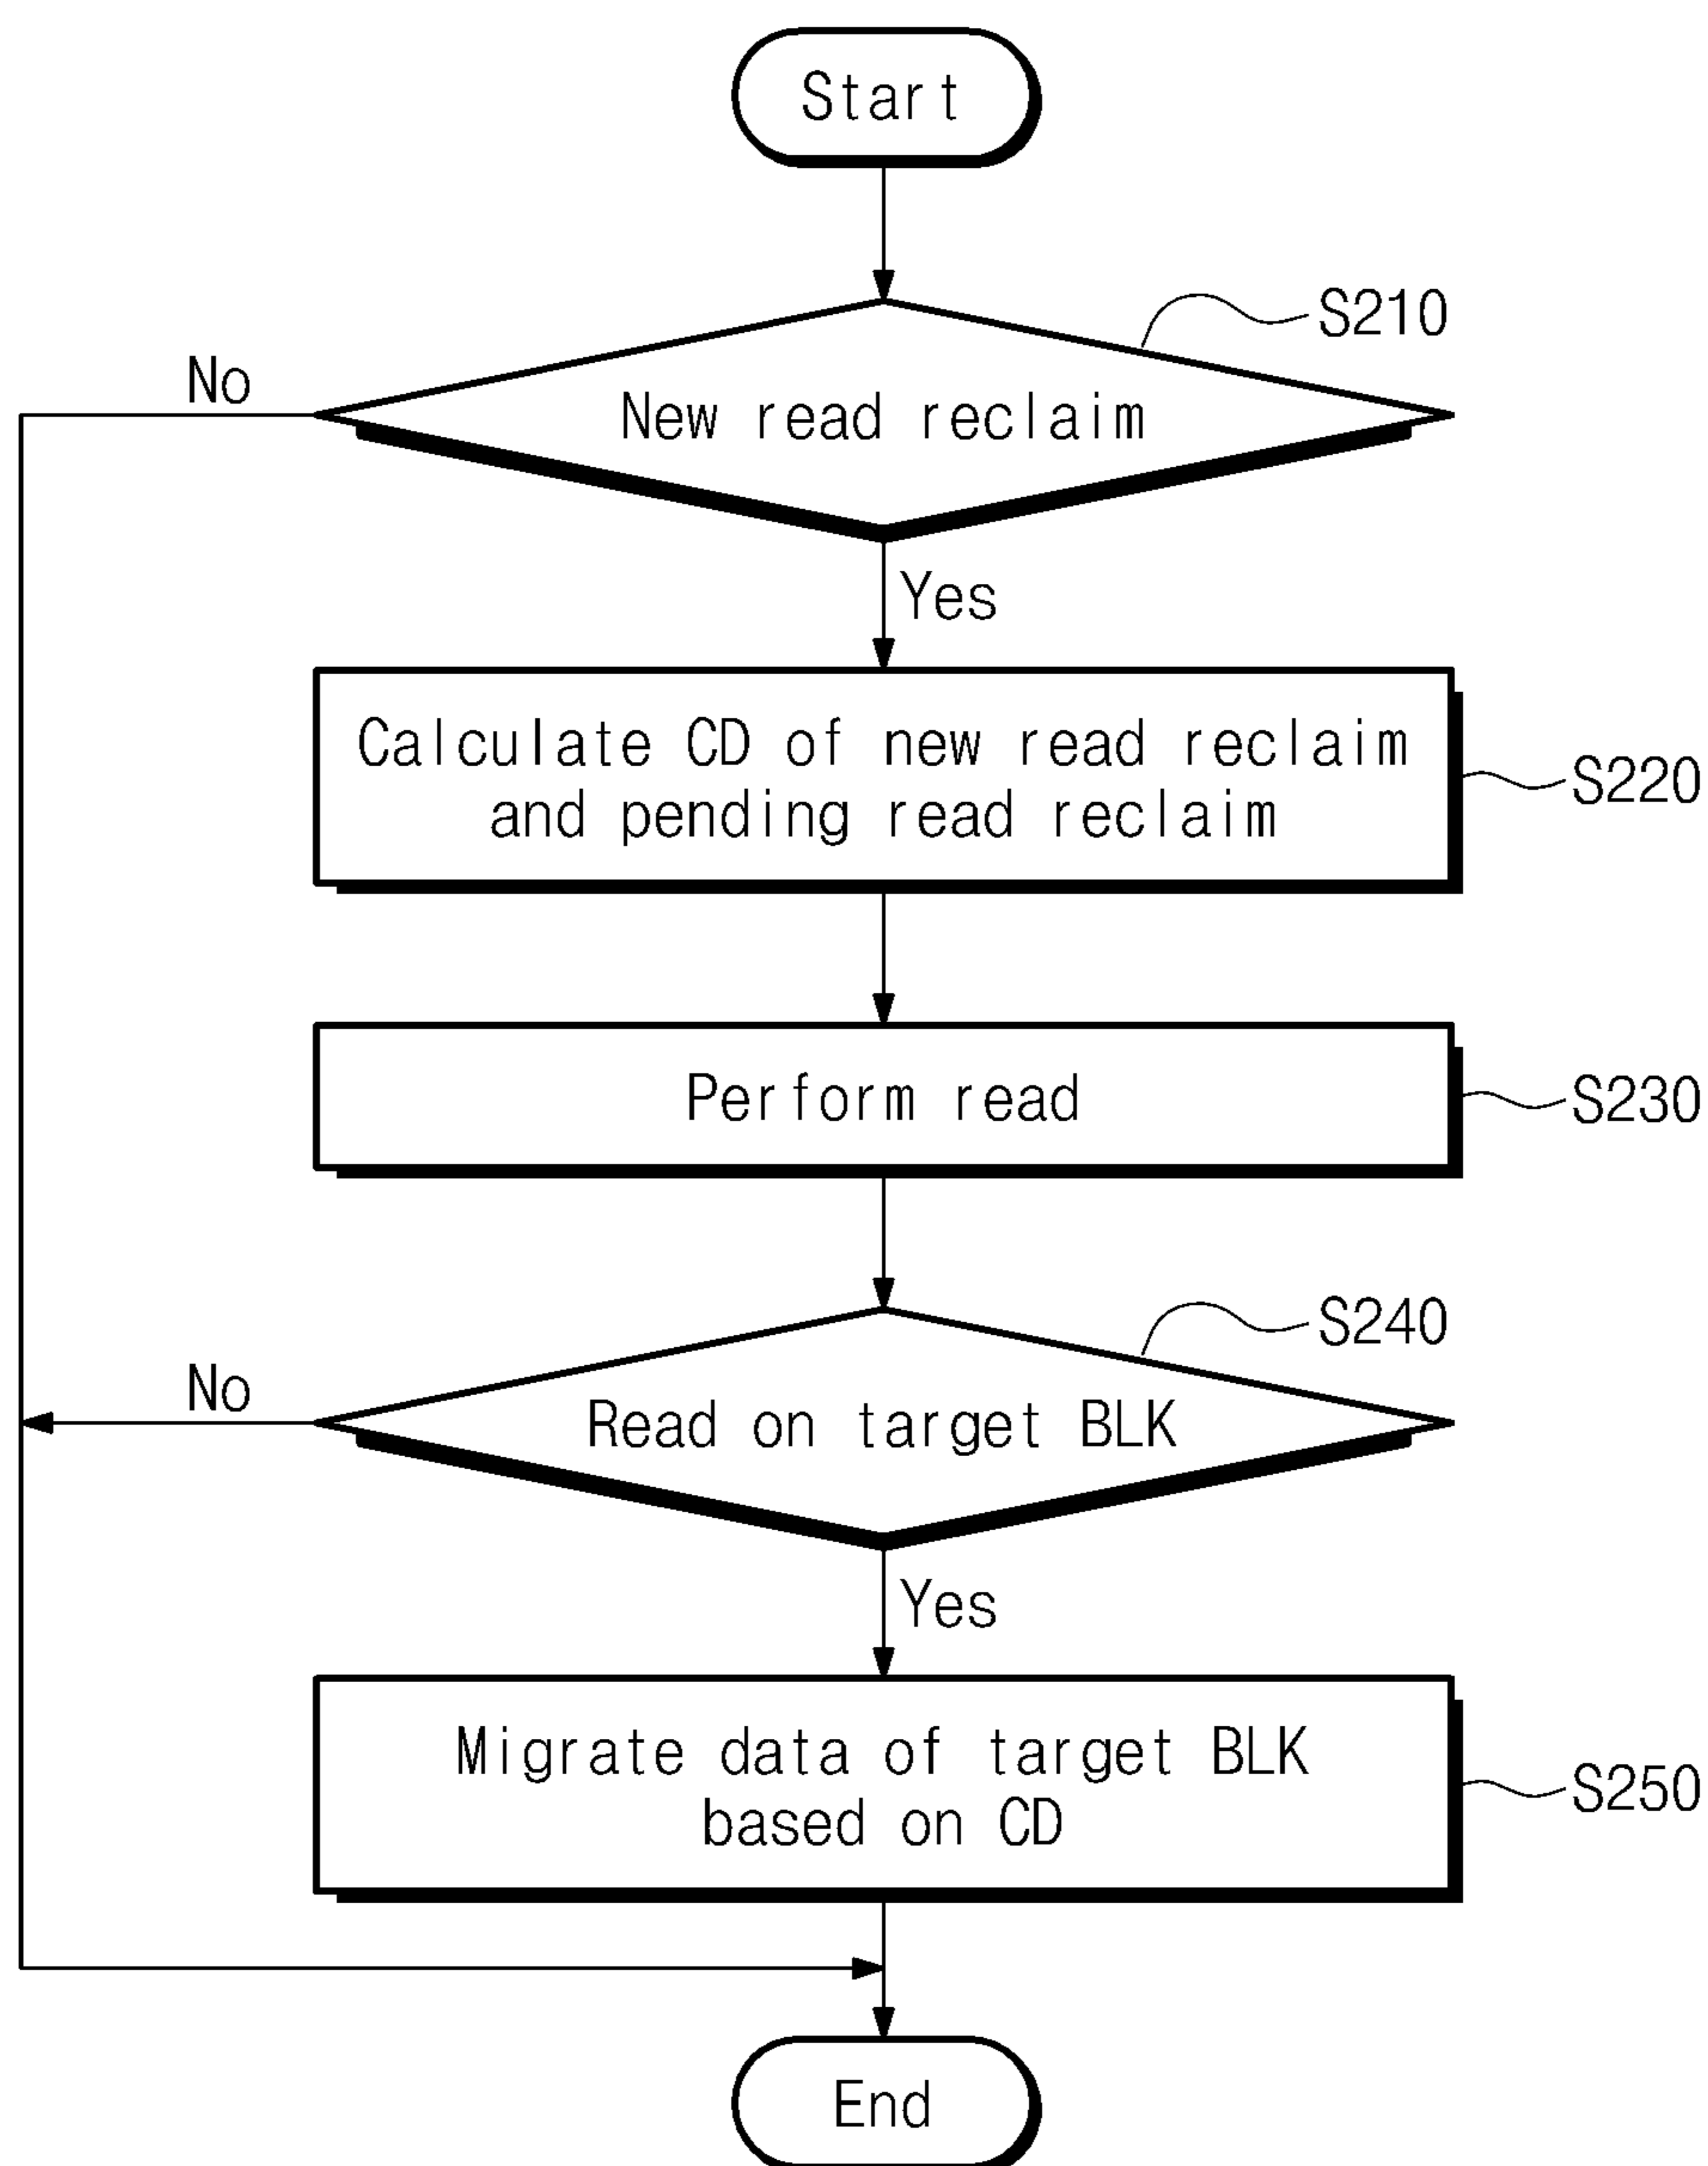 Start
S210
No
New read reclaim
Yes
Calculate CD of new read reclaim
and pending read reclaim
S220
Perform read
S230
S240
No
Read on target BLK
Yes
Migrate data of target BLK
based on CD
S250
End